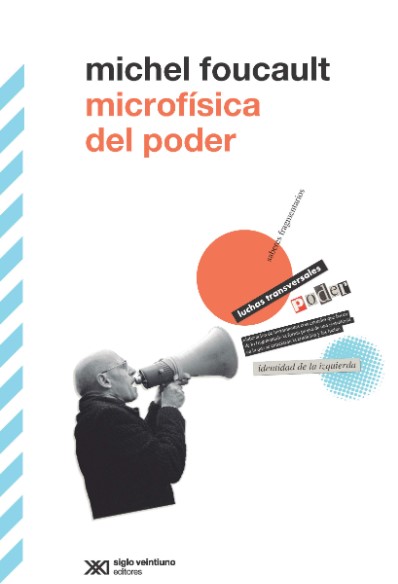 michel foucault
microfísica
del poder
saberes fragmentarios
luchas transversales
poder
identidad de la izquierda
siglo veintiuno
editores